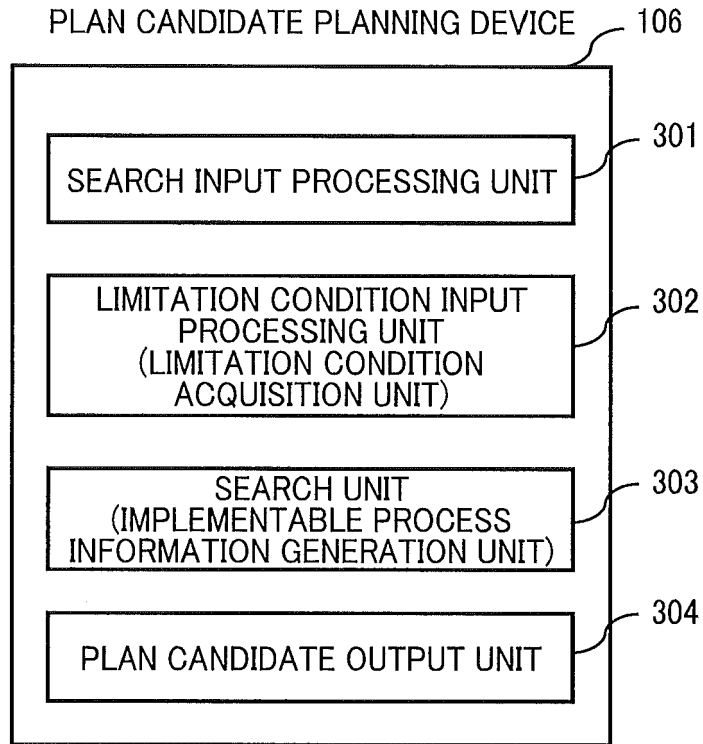 PLAN CANDIDATE PLANNING DEVICE
106
301
SEARCH INPUT PROCESSING UNIT
302
LIMITATION CONDITION INPUT
PROCESSING UNIT
(LIMITATION CONDITION
ACQUISITION UNIT)
303
SEARCH UNIT
(IMPLEMENTABLE PROCESS
INFORMATION GENERATION UNIT)
304
PLAN CANDIDATE OUTPUT UNIT